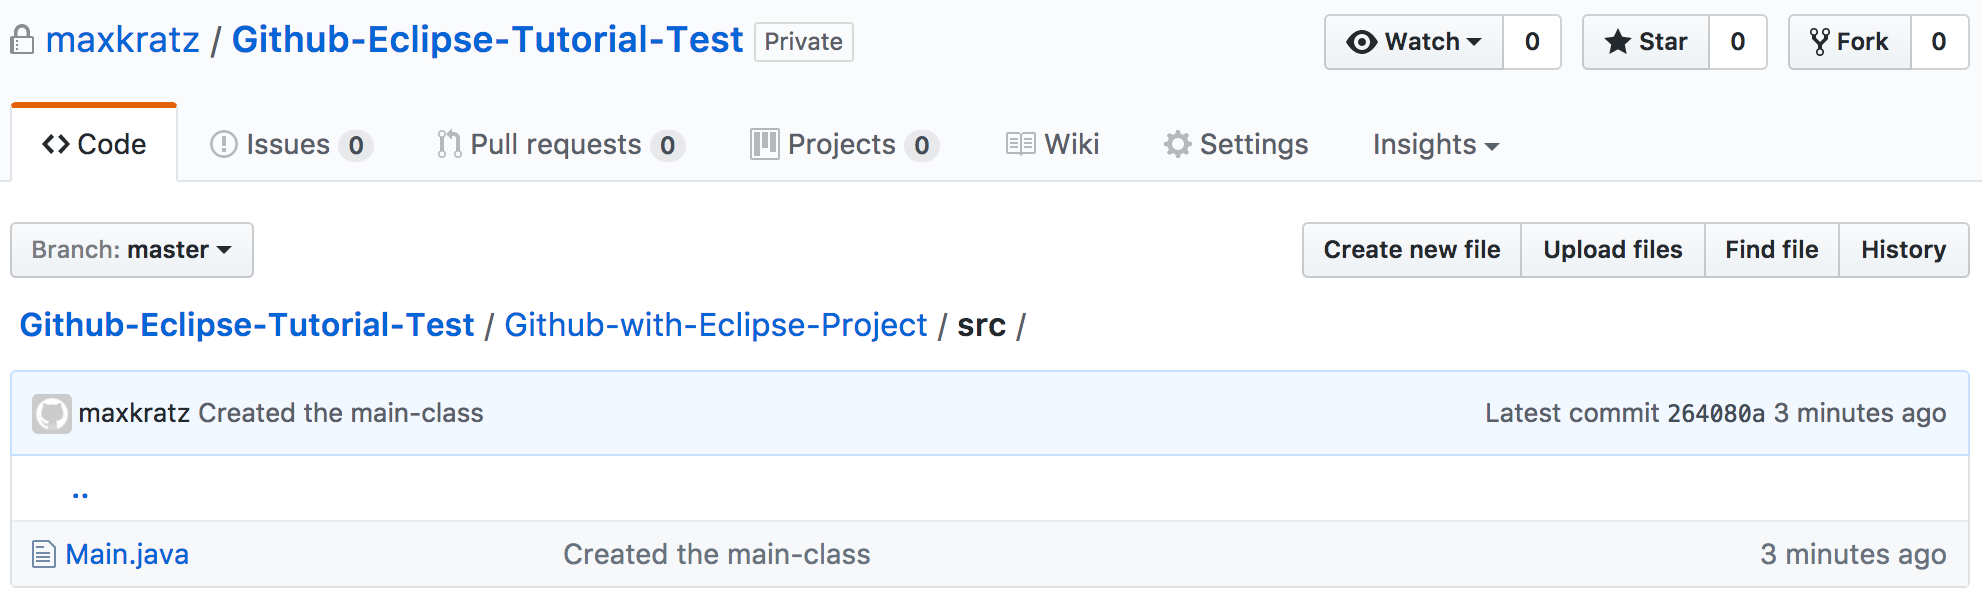 maxkratz / Github-Eclipse-Tutorial-Test Private Watch 0 Star 0 Fork 0
<> Code Issues 0 Pull requests 0 Projects 0 Wiki Settings Insights
Branch: master Create new file Upload files Find file History
Github-Eclipse-Tutorial-Test / Github-with-Eclipse-Project / src /
maxkratz Created the main-class Latest commit 264080a 3 minutes ago
..
Main.java Created the main-class 3 minutes ago